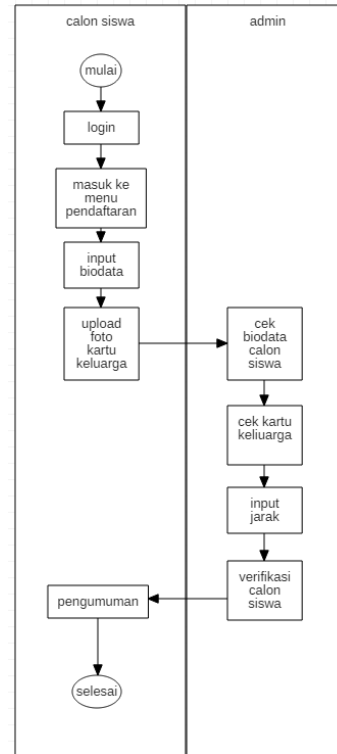 calon siswa
admin
mulai
login
masuk ke
menu
pendaftaran
input
biodata
upload
foto
kartu
keluarga
cek
biodata
calon
siswa
cek kartu
keliuarga
input
jarak
verifikasi
calon
siswa
pengumuman
selesai